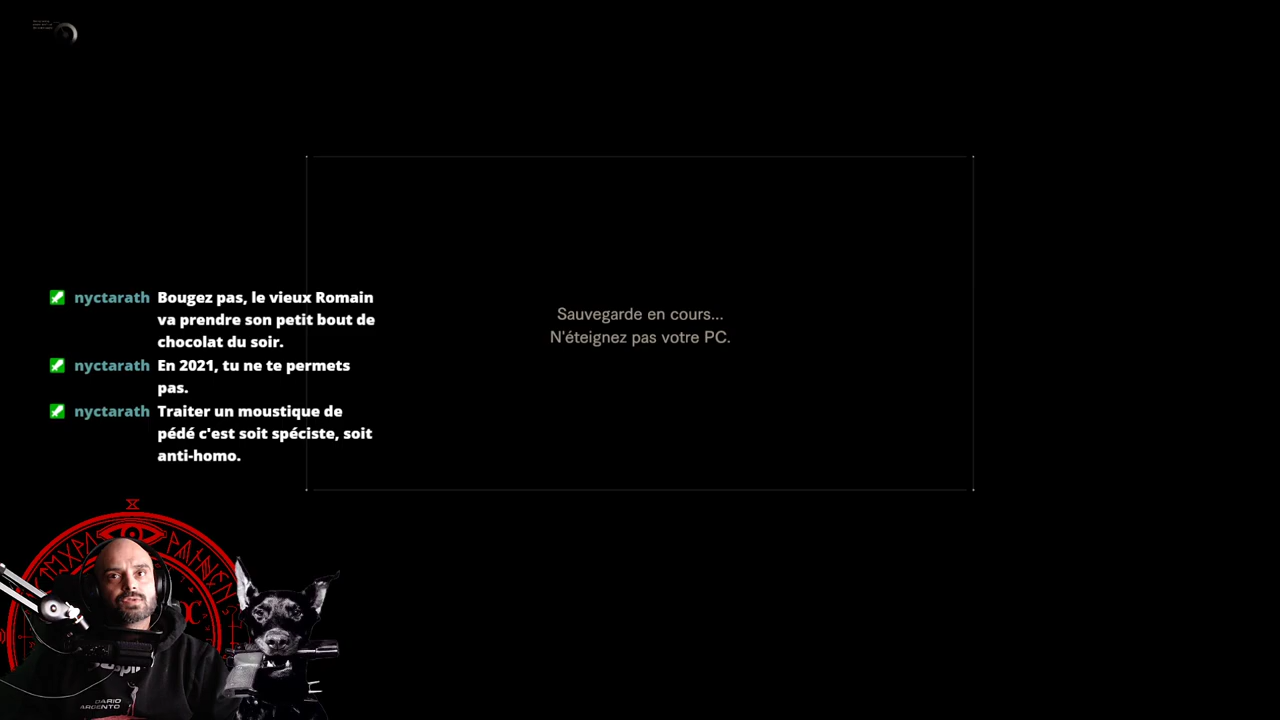 Sauvegarde en cours...
N'éteignez pas votre PC.
nyctarath Bougez pas, le vieux Romain
va prendre son petit bout de
chocolat du soir.
nyctarath En 2021, tu ne te permets
pas.
nyctarath Traiter un moustique de
pédé c'est soit spéciste, soit
anti-homo.
DARIO
ARGENTO